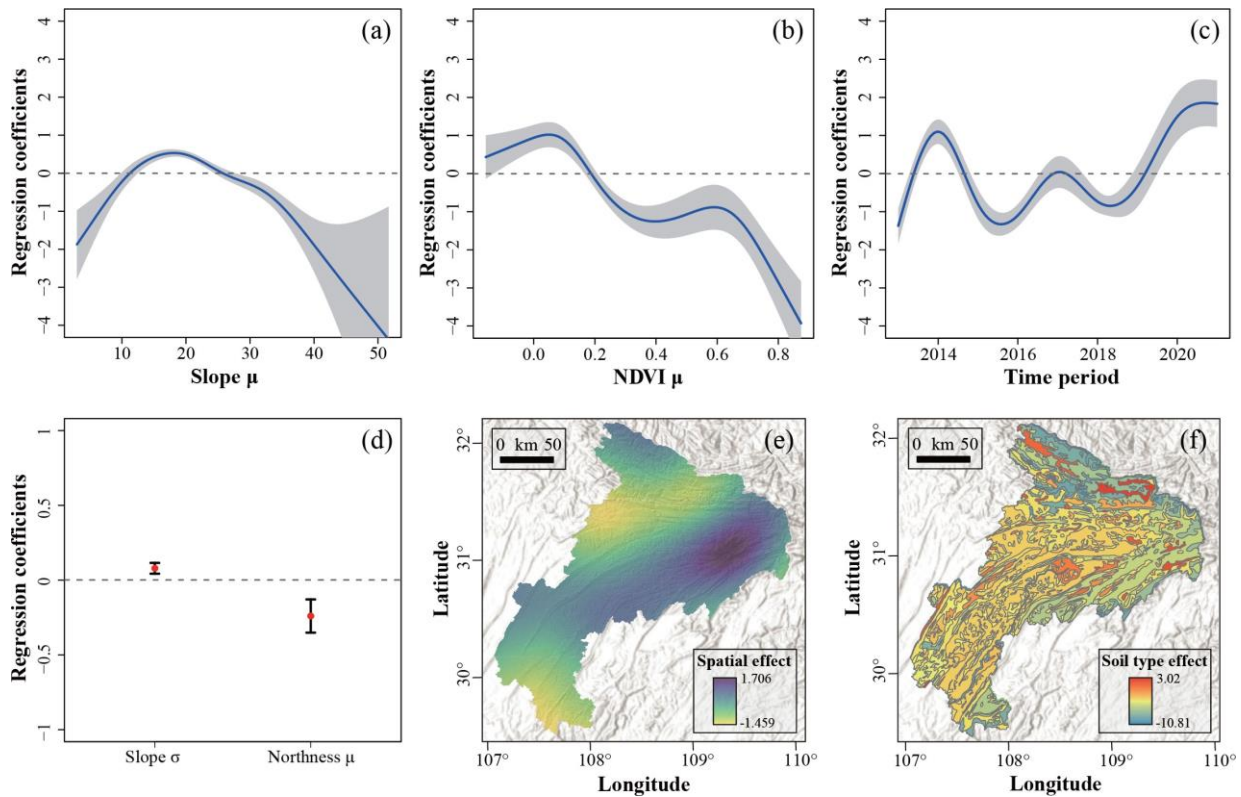 (a)
Regression coefficients
4
3
2
1
0
−1
−2
−3
−4
10 20 30 40 50
Slope μ
(b)
Regression coefficients
4
3
2
1
0
−1
−2
−3
−4
0.0 0.2 0.4 0.6 0.8
NDVI μ
(c)
Regression coefficients
4
3
2
1
0
−1
−2
−3
−4
2014 2016 2018 2020
Time period
(d)
Regression coefficients
1
0.5
0
−0.5
−1
Slope σ Northness μ
(e)
0 km 50
Latitude
32°
31°
30°
Spatial effect
1.706
-1.459
107° 108° 109° 110°
Longitude
(f)
0 km 50
Latitude
32°
31°
30°
Soil type effect
3.02
-10.81
107° 108° 109° 110°
Longitude